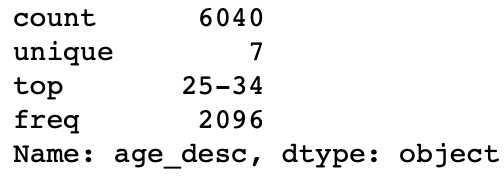 count 6040
unique 7
top 25-34
freq 2096
Name: age_desc, dtype: object